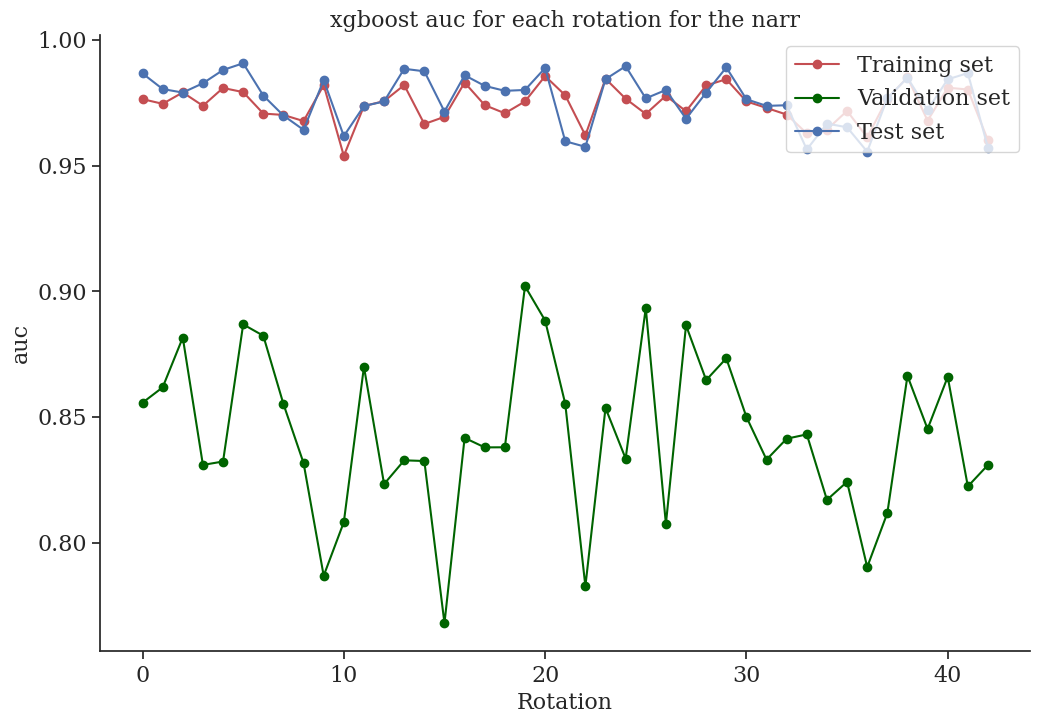 xgboost auc for each rotation for the narr
1.00
0.95
0.90
0.85
0.80
auc
Training set
Validation set
Test set
0 10 20 30 40
Rotation